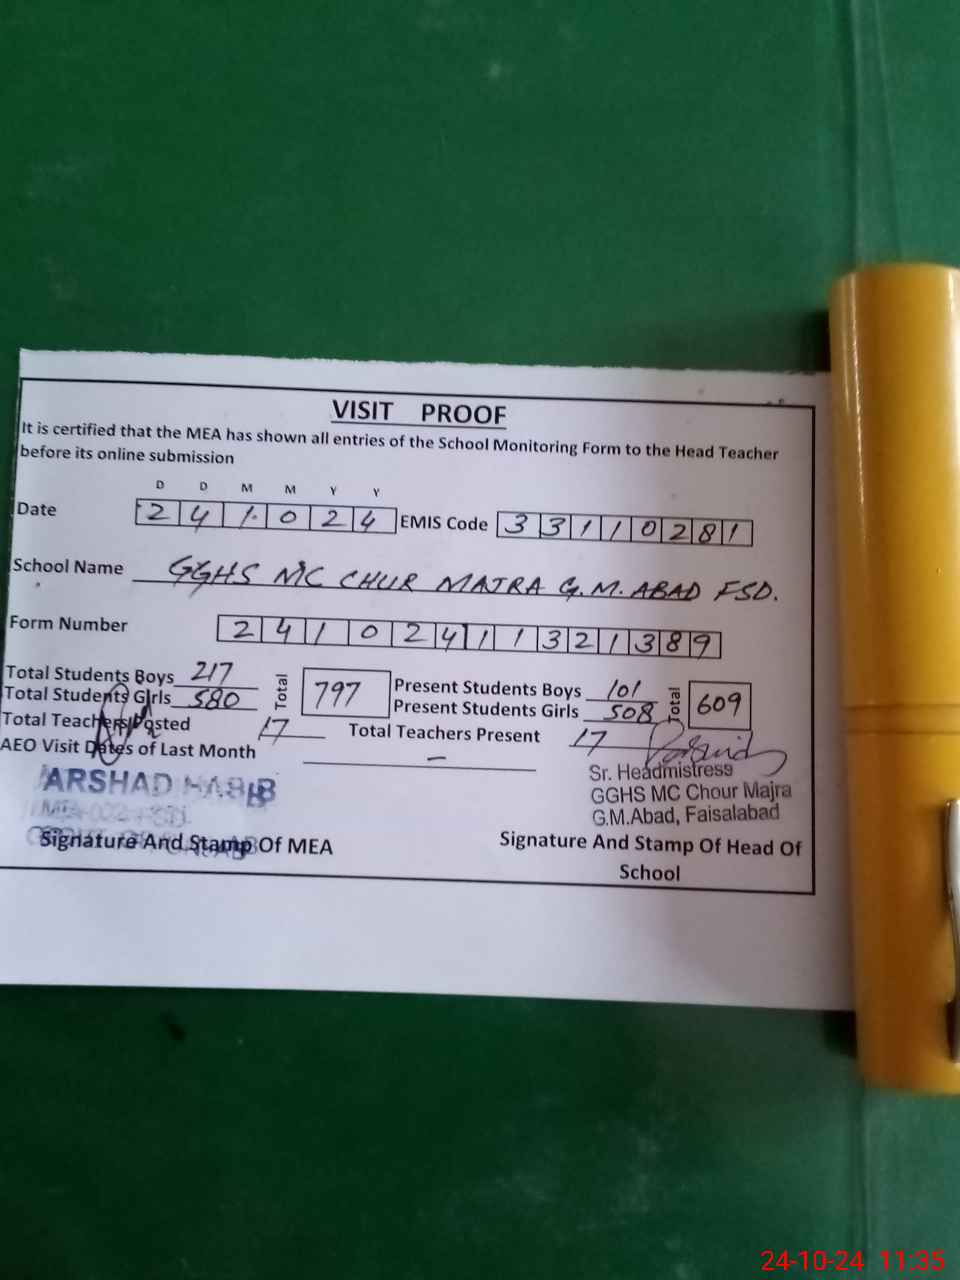 VISIT PROOF
It is certified that the MEA has shown all entries of the School Monitoring Form to the Head Teacher
before its online submission
D D M M Y Y
Date 2 4 1 0 2 4 EMIS Code 3 3 1 1 0 2 8 1
School Name GGHS MC CHUR MAJRA G.M. ABAD FSD.
Form Number 2 4 1 0 2 4 1 1 3 2 1 3 8 9
Total Students Boys 217 Total 797 Present Students Boys 101 Total 609
Total Students Girls 580 Present Students Girls 508
Total Teachers Posted 17 Total Teachers Present 17
AEO Visit Dates of Last Month –
ARSHAD HABIB
Sr. Headmistress
GGHS MC Chour Majra
G.M.Abad, Faisalabad
Signature And Stamp Of MEA
Signature And Stamp Of Head Of
School
24-10-24 11:35